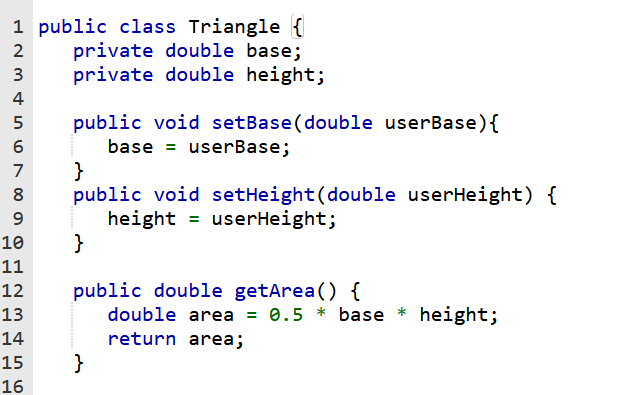 1 public class Triangle {
2 private double base;
3 private double height;
4
5 public void setBase(double userBase){
6 base = userBase;
7 }
8 public void setHeight(double userHeight) {
9 height = userHeight;
10 }
11
12 public double getArea() {
13 double area = 0.5 * base * height;
14 return area;
15 }
16